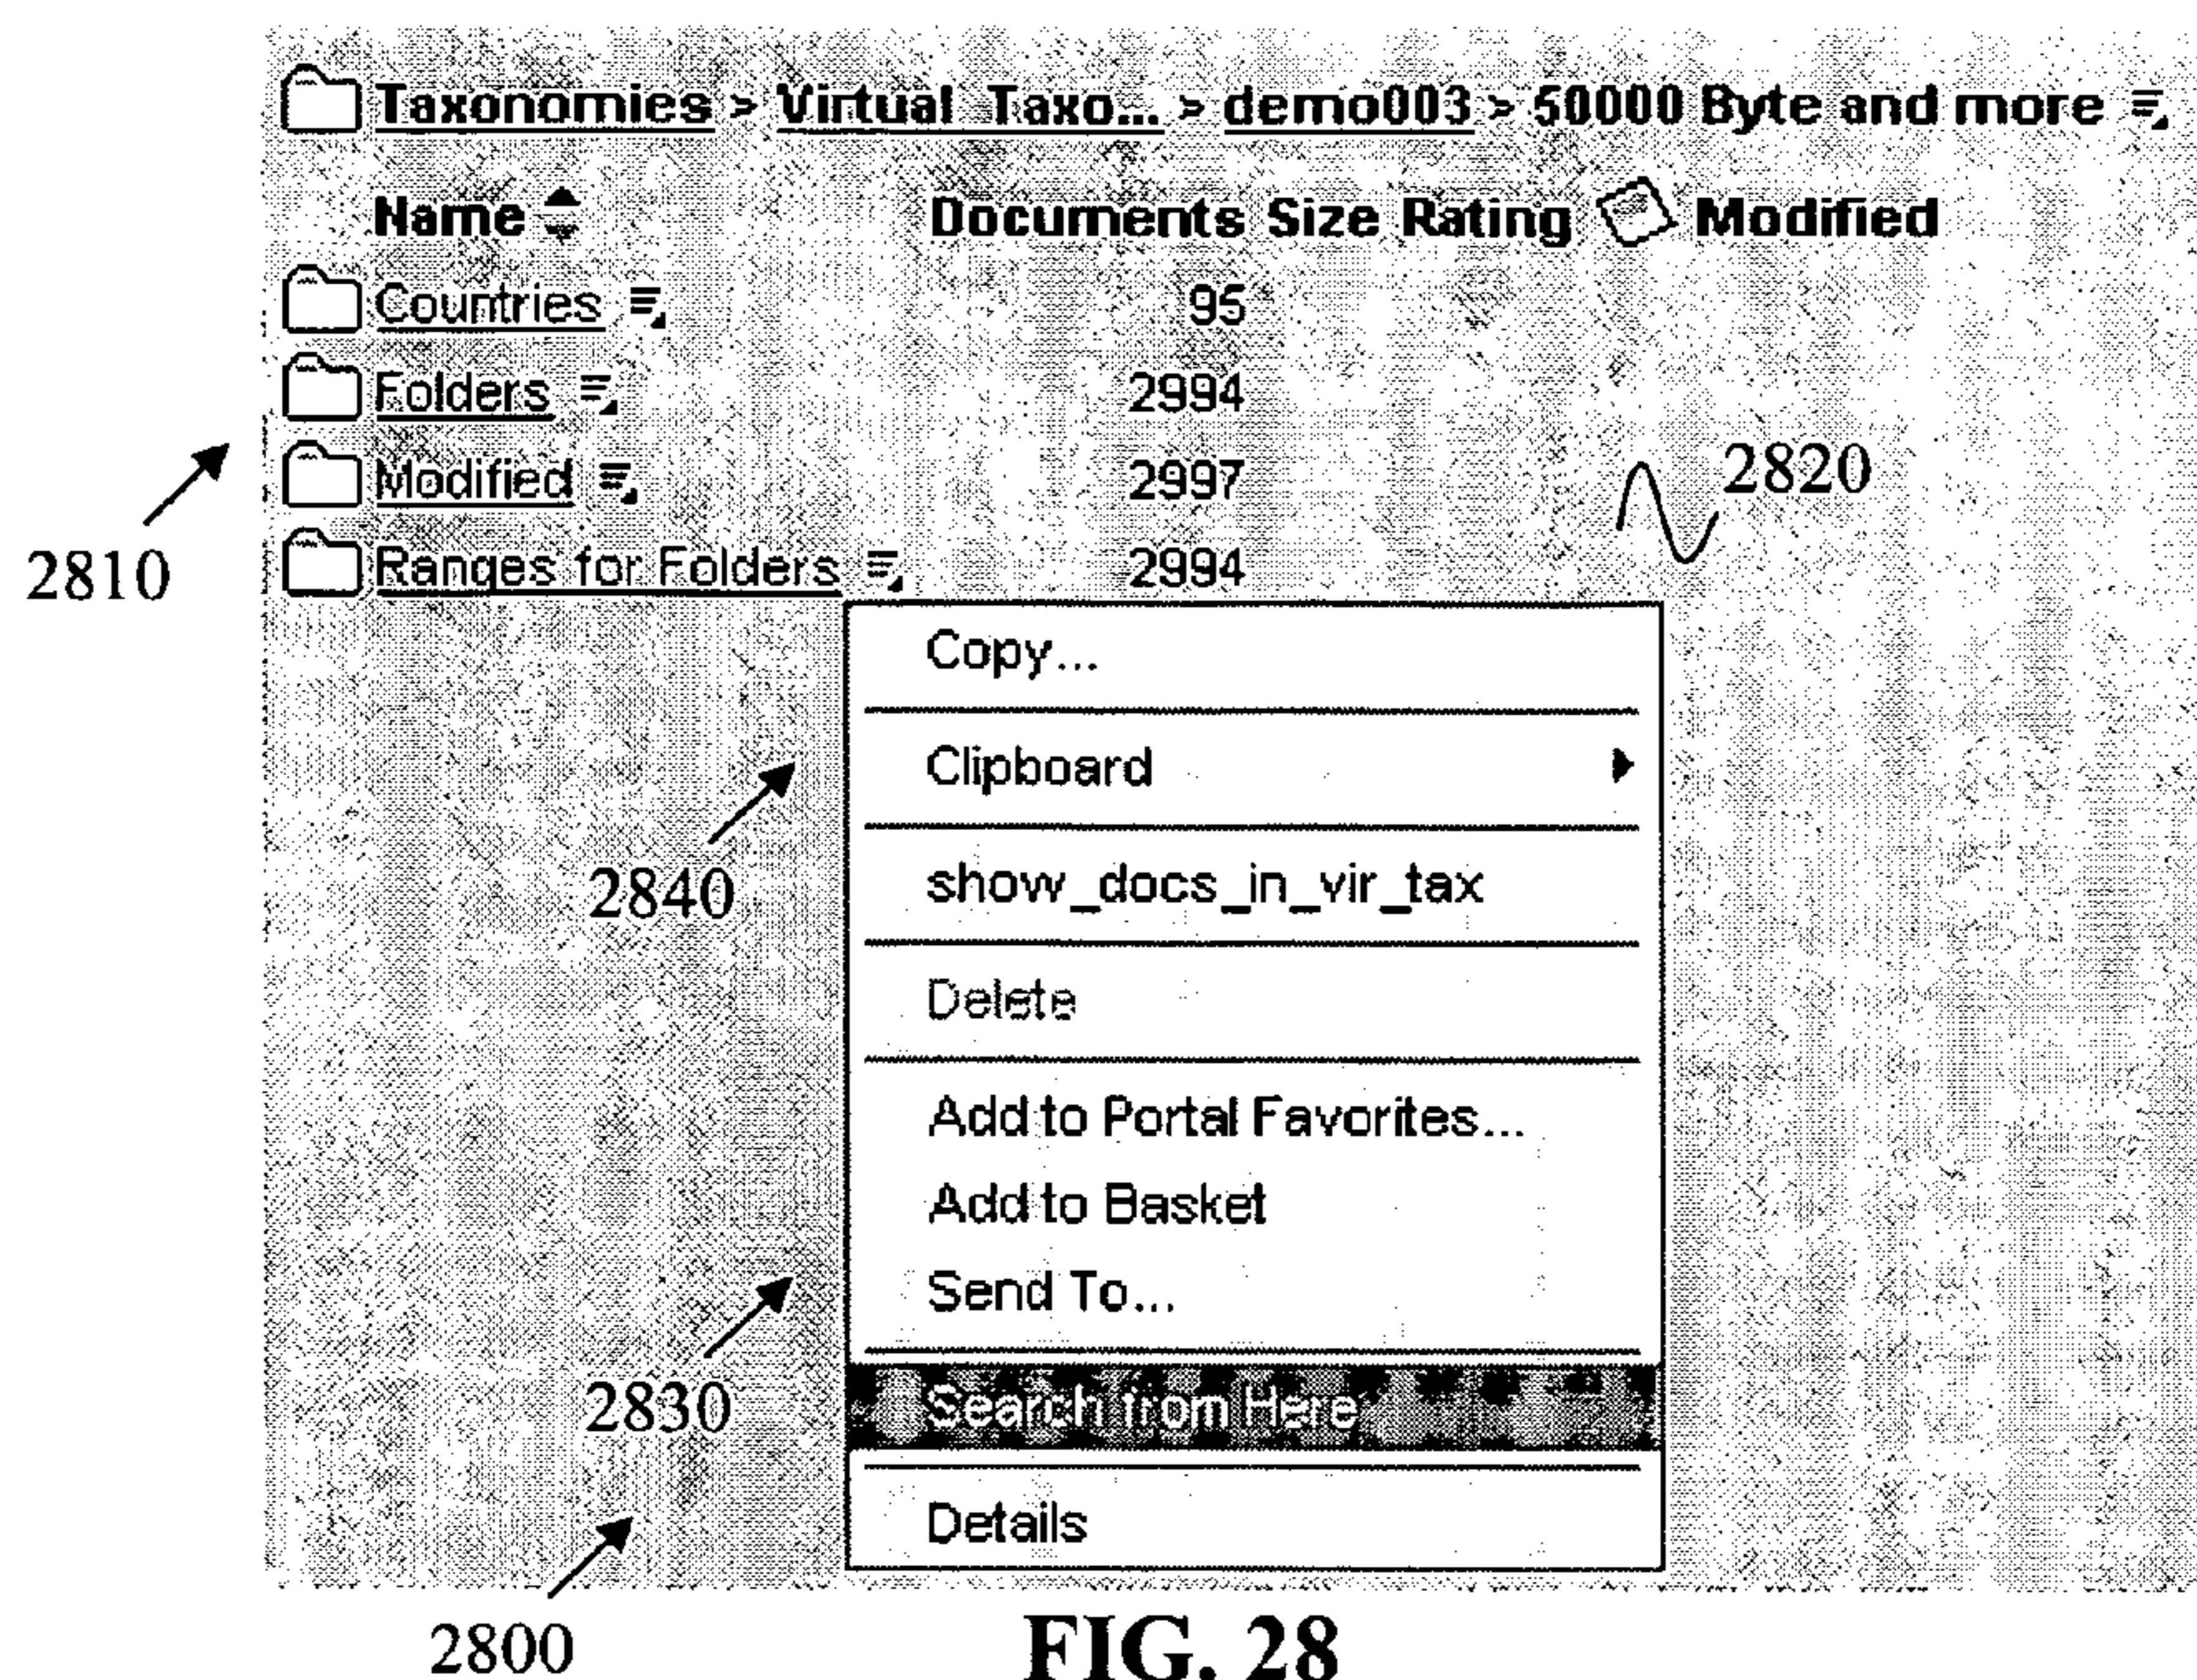 Taxonomies > Virtual_Taxo... > demo003 > 50000 Byte and more
Name Documents Size Rating Modified
Countries 95
Folders 2994
Modified 2997
2820
Ranges for Folders 2994
2810
Copy...
Clipboard
2840
show_docs_in_vir_tax
Delete
Add to Portal Favorites...
Add to Basket
Send To...
2830
Search from Here
Details
2800
FIG. 28